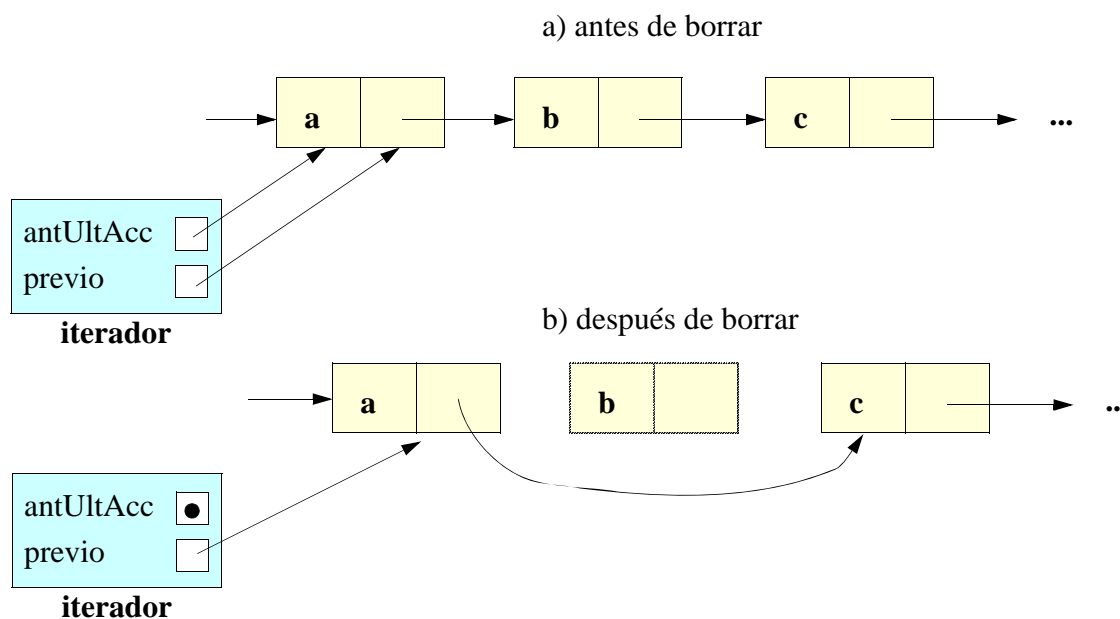 a) antes de borrar
a
b
c
...
antUltAcc
previo
iterador
b) después de borrar
a
b
c
..
antUltAcc
previo
iterador